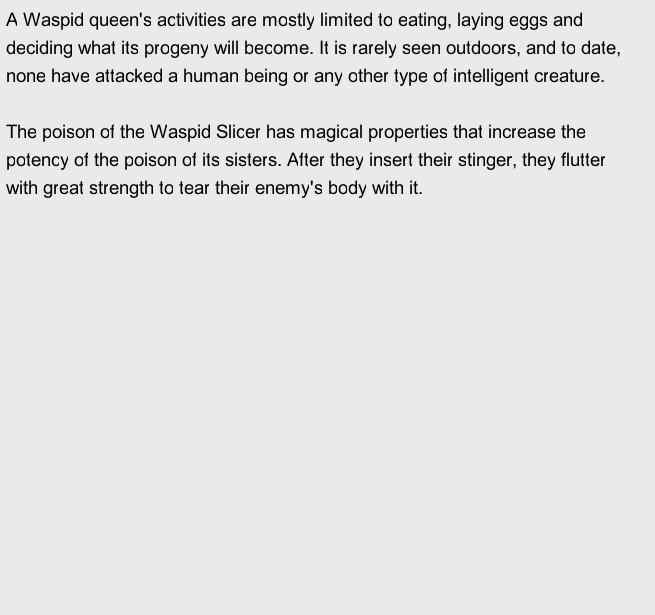 A Waspid queen's activities are mostly limited to eating, laying eggs and
deciding what its progeny will become. It is rarely seen outdoors, and to date,
none have attacked a human being or any other type of intelligent creature.

The poison of the Waspid Slicer has magical properties that increase the
potency of the poison of its sisters. After they insert their stinger, they flutter
with great strength to tear their enemy's body with it.